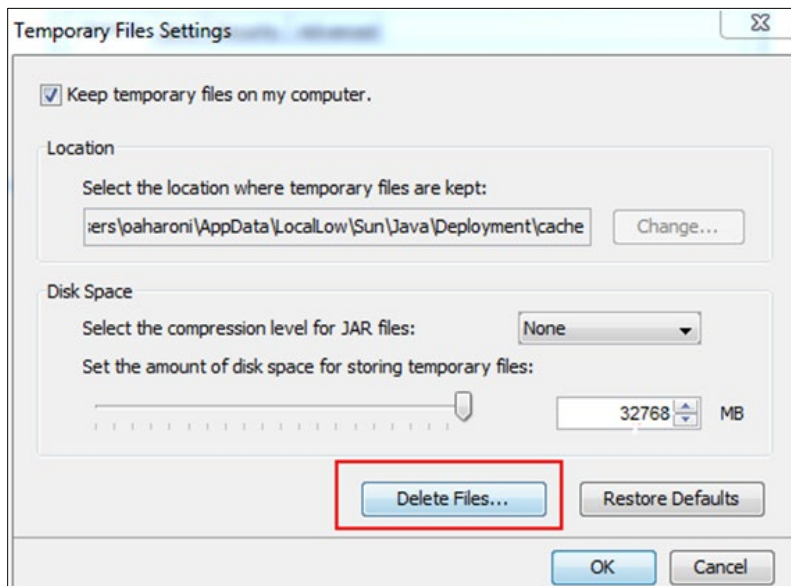 Temporary Files Settings
Keep temporary files on my computer.
Location
Select the location where temporary files are kept:
sers\oaharoni\AppData\LocalLow\Sun\Java\Deployment\cache Change...
Disk Space
Select the compression level for JAR files: None
Set the amount of disk space for storing temporary files:
32768 MB
Delete Files... Restore Defaults
OK Cancel